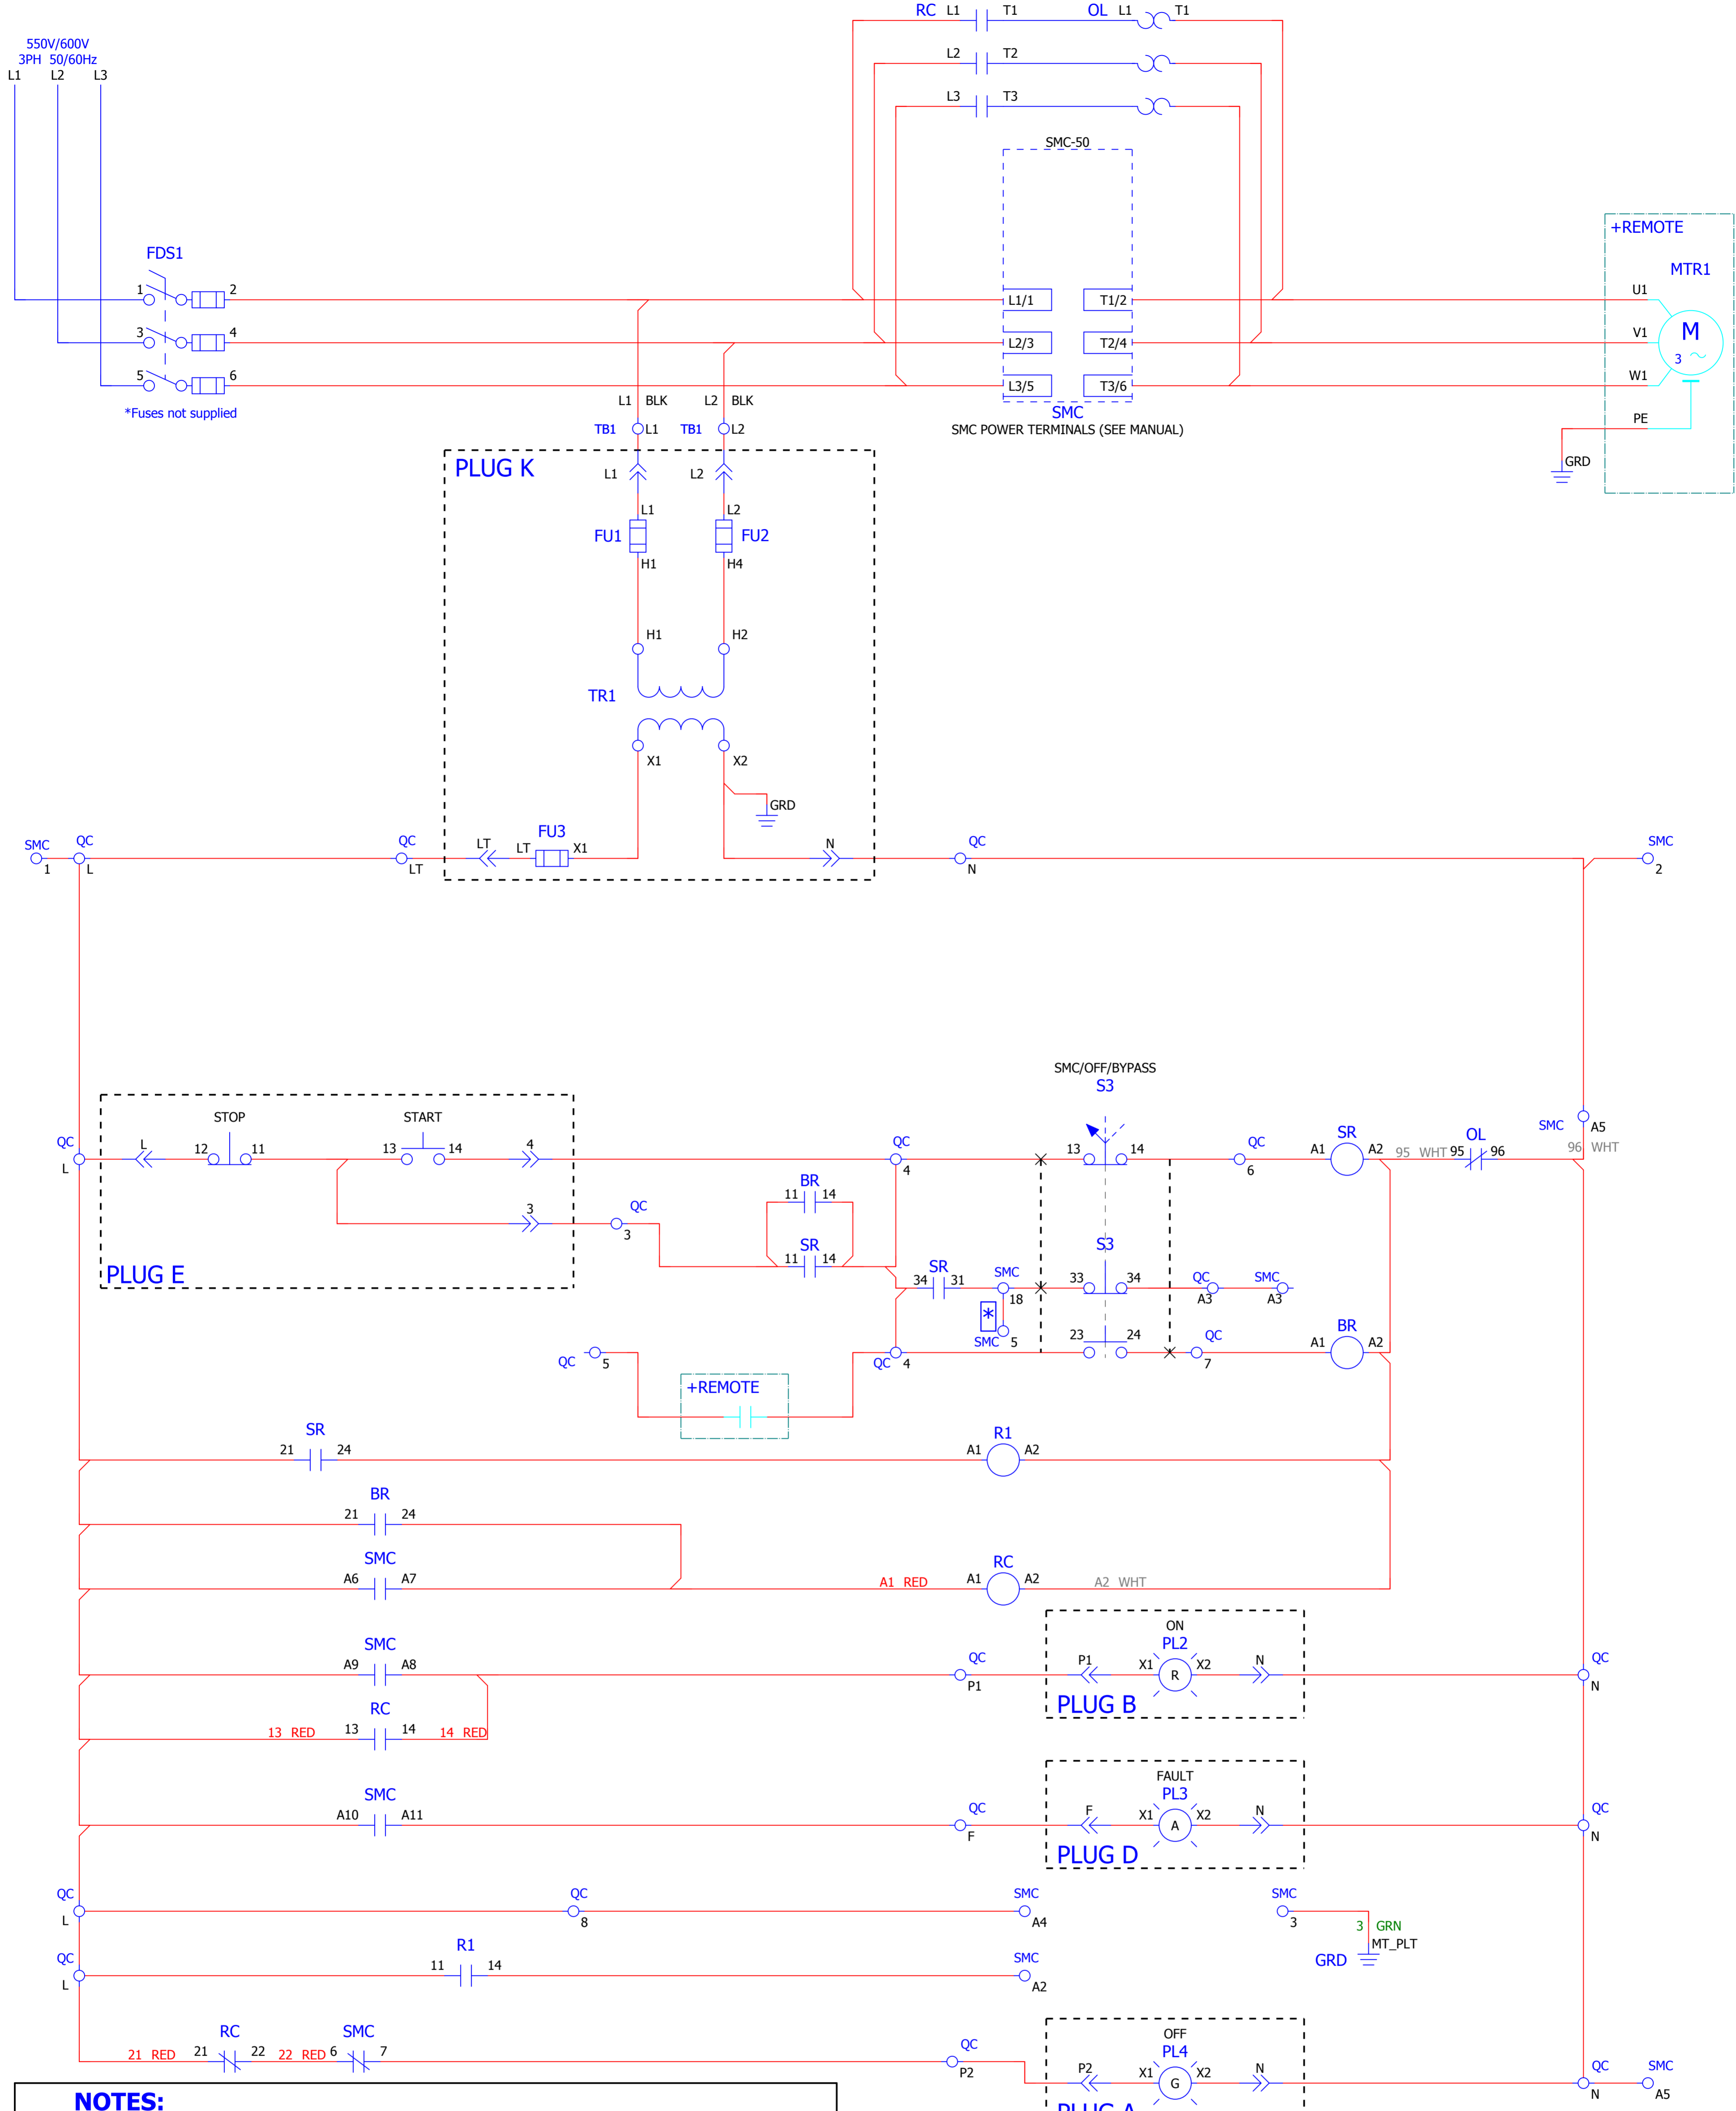 RC L1 T1 OL L1 T1
550V/600V
3PH 50/60Hz
L1 L2 L3
L2 T2
L3 T3
SMC-50
+REMOTE
MTR1
FDS1
1 2 L1/1 T1/2 U1
3 4 L2/3 T2/4 V1 M
3
5 6 L3/5 T3/6 W1
*Fuses not supplied
L1 BLK L2 BLK
SMC
SMC POWER TERMINALS (SEE MANUAL)
PE
TB1 L1 TB1 L2
GRD
PLUG K
L1 L2
L1 L2
FU1 FU2
H1 H4
H1 H2
TR1
X1 X2
GRD
SMC QC QC FU3 QC SMC
LT LT X1 N
1 L LT N 2
SMC/OFF/BYPASS
S3
STOP START
SMC A5
QC L 12 11 13 14 4 QC 13 14 QC SR OL
A1 A2 95 WHT 95 96 96 WHT
L 4 6
BR
11 14
3 QC
3
SR
11 14
S3
PLUG E
SR
34 31 SMC 33 34 QC SMC
18 A3 A3
*
SMC 5
23 24 QC BR
A1 A2
QC 5 QC 4 7
+REMOTE
SR R1
21 24 A1 A2
BR
21 24
SMC RC
A6 A7 A1 RED A1 A2 A2 WHT
ON
SMC PL2
A9 A8 QC P1 X1 R X2 N QC
P1 N
PLUG B
RC
13 RED 13 14 14 RED
FAULT
SMC PL3
A10 A11 QC F X1 A X2 N QC
F N
PLUG D
QC QC SMC SMC
L 8 A4 3
3 GRN
MT_PLT
GRD
QC R1 SMC
L 11 14 A2
OFF
RC SMC PL4
21 RED 21 22 22 RED 6 7 QC
P2
P2 X1 G X2 N QC SMC
N A5
NOTES:
PLUG A